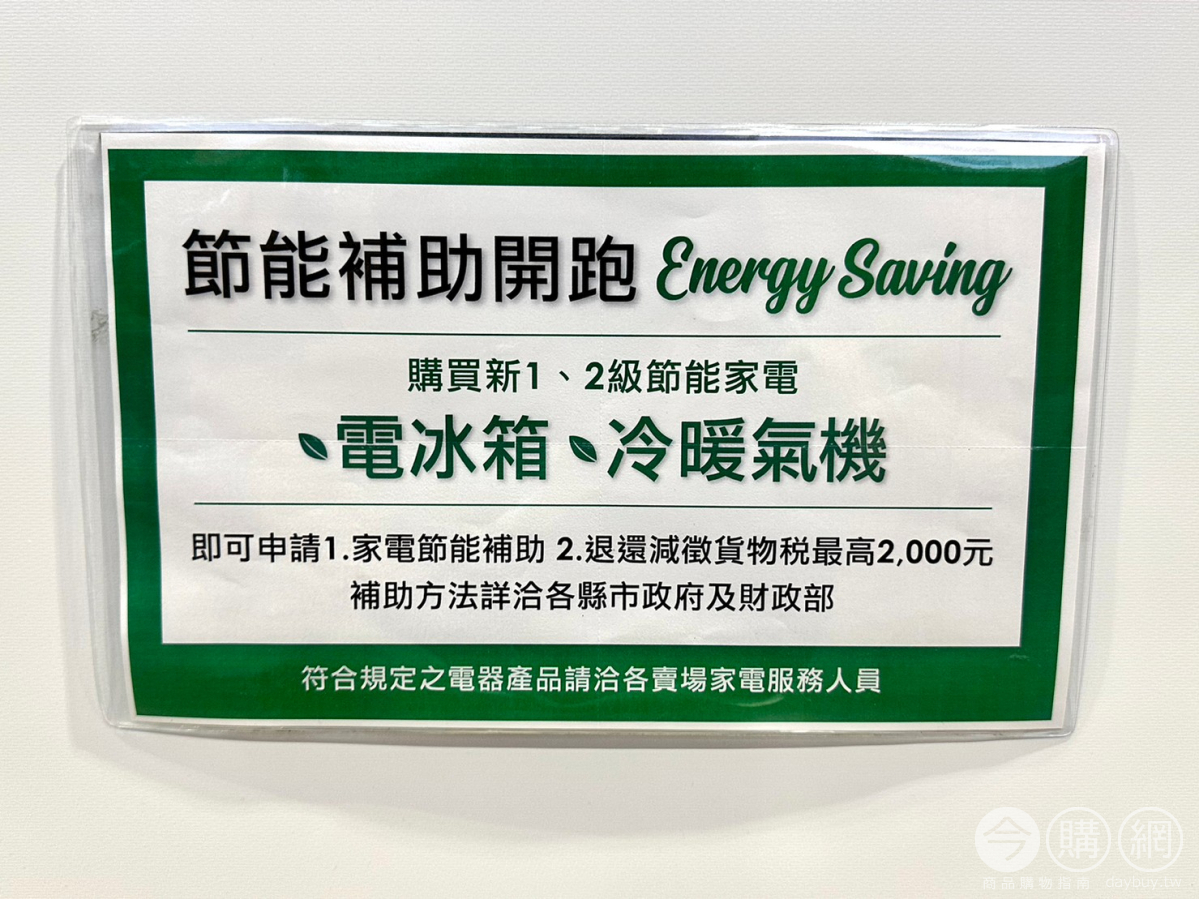 節能補助開跑 Energy Saving
購買新1、2級節能家電
電冰箱 冷暖氣機
即可申請1.家電節能補助 2.退還減徵貨物稅最高2,000元
補助方法詳洽各縣市政府及財政部
符合規定之電器產品請洽各賣場家電服務人員
今購網
商品購物指南 daybuy.tw